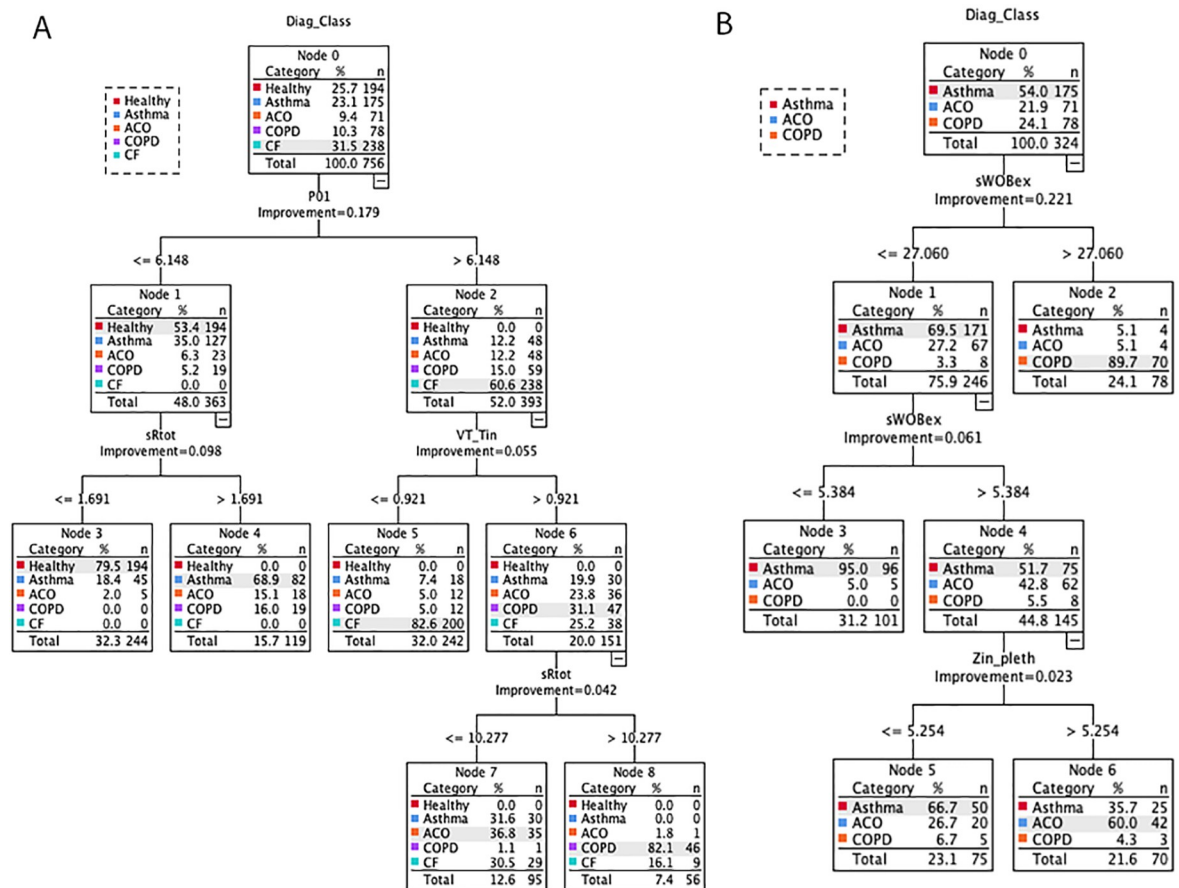 A
Diag_Class
Healthy
Asthma
ACO
COPD
CF
Node 0
Category % n
Healthy 25.7 194
Asthma 23.1 175
ACO 9.4 71
COPD 10.3 78
CF 31.5 238
Total 100.0 756
P01
Improvement=0.179
<= 6.148
> 6.148
Node 1
Category % n
Healthy 53.4 194
Asthma 35.0 127
ACO 6.3 23
COPD 5.2 19
CF 0.0 0
Total 48.0 363
Node 2
Category % n
Healthy 0.0 0
Asthma 12.2 48
ACO 12.2 48
COPD 15.0 59
CF 60.6 238
Total 52.0 393
sRtot
Improvement=0.098
VT_Tin
Improvement=0.055
<= 1.691
> 1.691
<= 0.921
> 0.921
Node 3
Category % n
Healthy 79.5 194
Asthma 18.4 45
ACO 2.0 5
COPD 0.0 0
CF 0.0 0
Total 32.3 244
Node 4
Category % n
Healthy 0.0 0
Asthma 68.9 82
ACO 15.1 18
COPD 16.0 19
CF 0.0 0
Total 15.7 119
Node 5
Category % n
Healthy 0.0 0
Asthma 7.4 18
ACO 5.0 12
COPD 5.0 12
CF 82.6 200
Total 32.0 242
Node 6
Category % n
Healthy 0.0 0
Asthma 19.9 30
ACO 23.8 36
COPD 31.1 47
CF 25.2 38
Total 20.0 151
sRtot
Improvement=0.042
<= 10.277
> 10.277
Node 7
Category % n
Healthy 0.0 0
Asthma 31.6 30
ACO 36.8 35
COPD 1.1 1
CF 30.5 29
Total 12.6 95
Node 8
Category % n
Healthy 0.0 0
Asthma 0.0 0
ACO 1.8 1
COPD 82.1 46
CF 16.1 9
Total 7.4 56
B
Diag_Class
Asthma
ACO
COPD
Node 0
Category % n
Asthma 54.0 175
ACO 21.9 71
COPD 24.1 78
Total 100.0 324
sWOBex
Improvement=0.221
<= 27.060
> 27.060
Node 1
Category % n
Asthma 69.5 171
ACO 27.2 67
COPD 3.3 8
Total 75.9 246
Node 2
Category % n
Asthma 5.1 4
ACO 5.1 4
COPD 89.7 70
Total 24.1 78
sWOBex
Improvement=0.061
<= 5.384
> 5.384
Node 3
Category % n
Asthma 95.0 96
ACO 5.0 5
COPD 0.0 0
Total 31.2 101
Node 4
Category % n
Asthma 51.7 75
ACO 42.8 62
COPD 5.5 8
Total 44.8 145
Zin_pleth
Improvement=0.023
<= 5.254
> 5.254
Node 5
Category % n
Asthma 66.7 50
ACO 26.7 20
COPD 6.7 5
Total 23.1 75
Node 6
Category % n
Asthma 35.7 25
ACO 60.0 42
COPD 4.3 3
Total 21.6 70